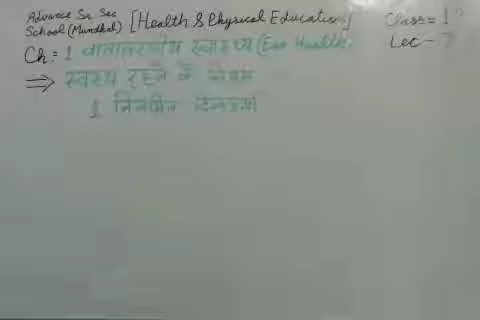 Advance Sr. Sec
School (Mundhal) [Health & Physical Education] Class = 1
Ch: 1 वातावरणीय स्वास्थ्य (Env Health)
Lec -
⇒ स्वस्थ रहने के नियम
1 नियमित दिनचर्या